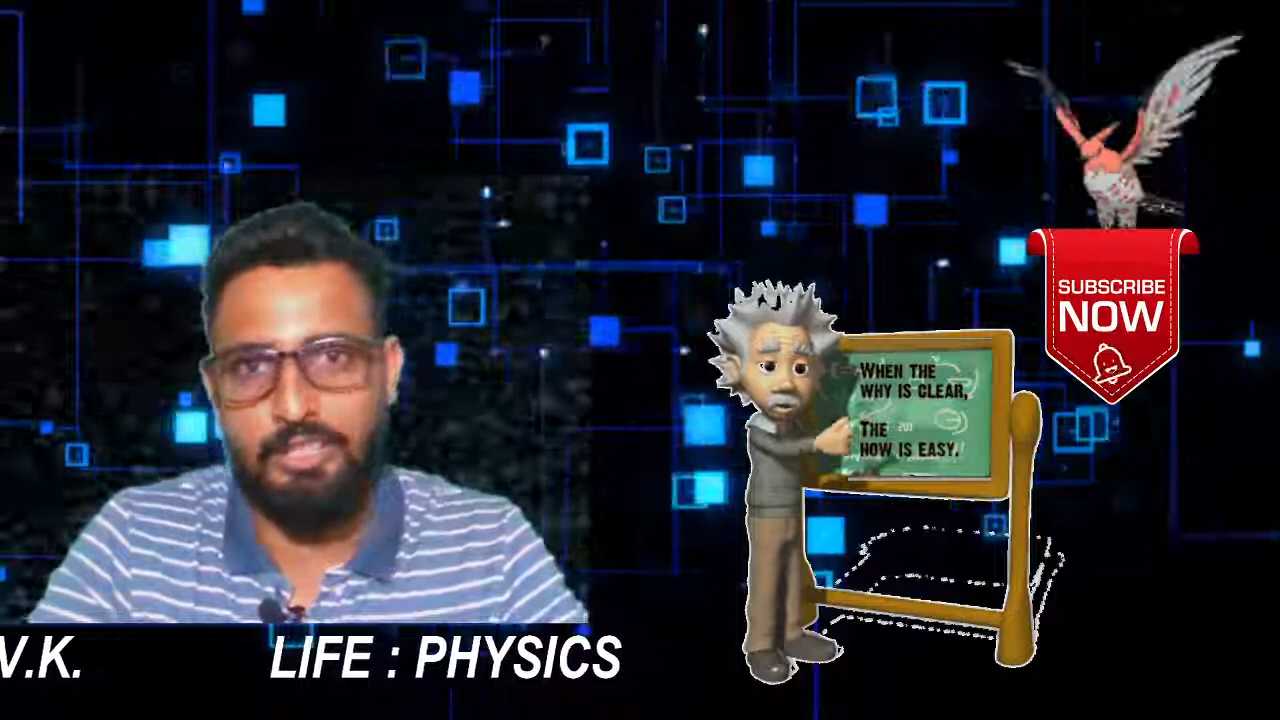 SUBSCRIBE
NOW
WHEN THE
WHY IS CLEAR,
THE
HOW IS EASY.
V.K. LIFE : PHYSICS